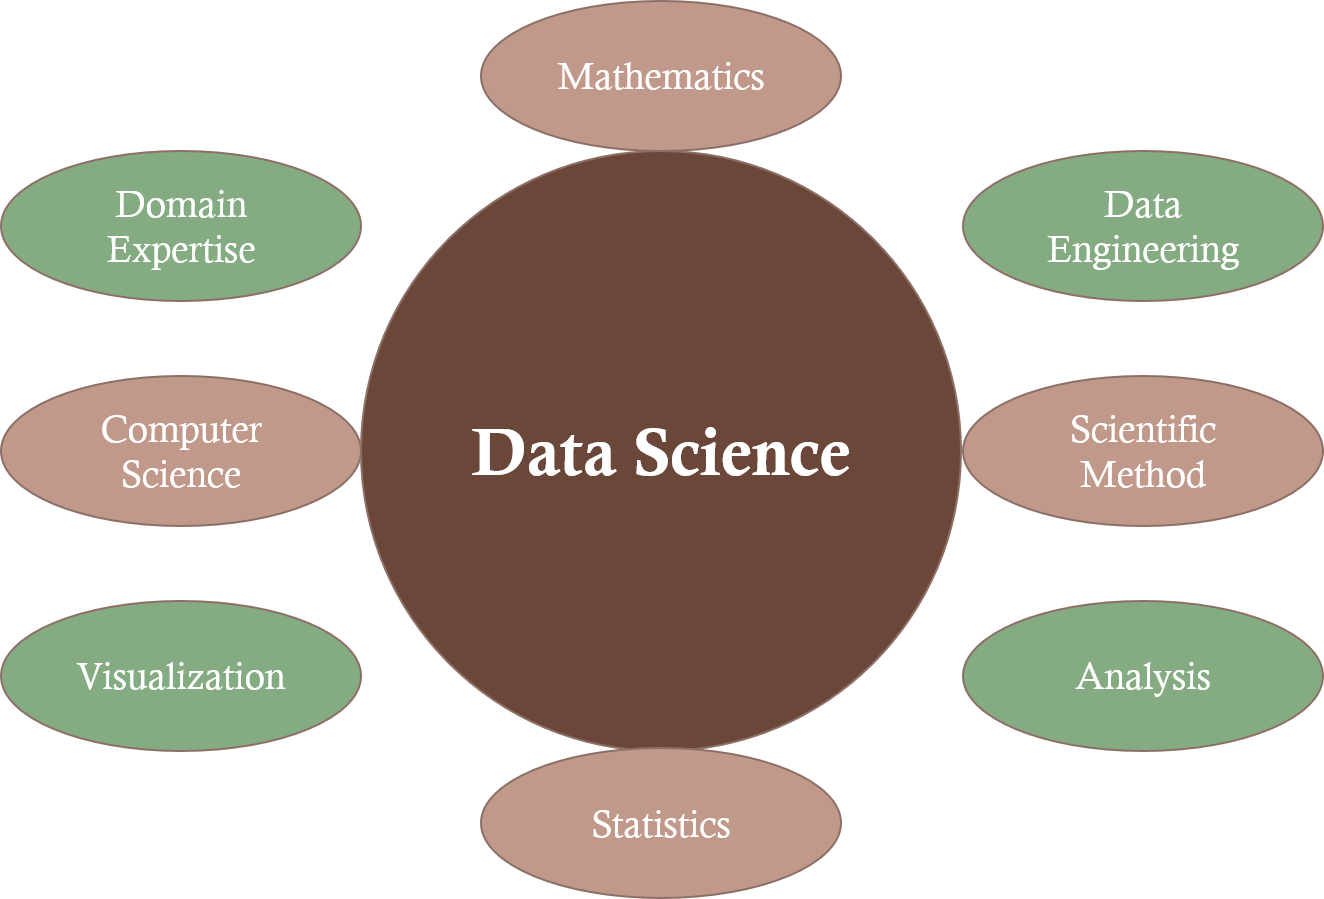 Mathematics
Domain
Expertise
Data
Engineering
Computer
Science
Data Science
Scientific
Method
Visualization
Analysis
Statistics